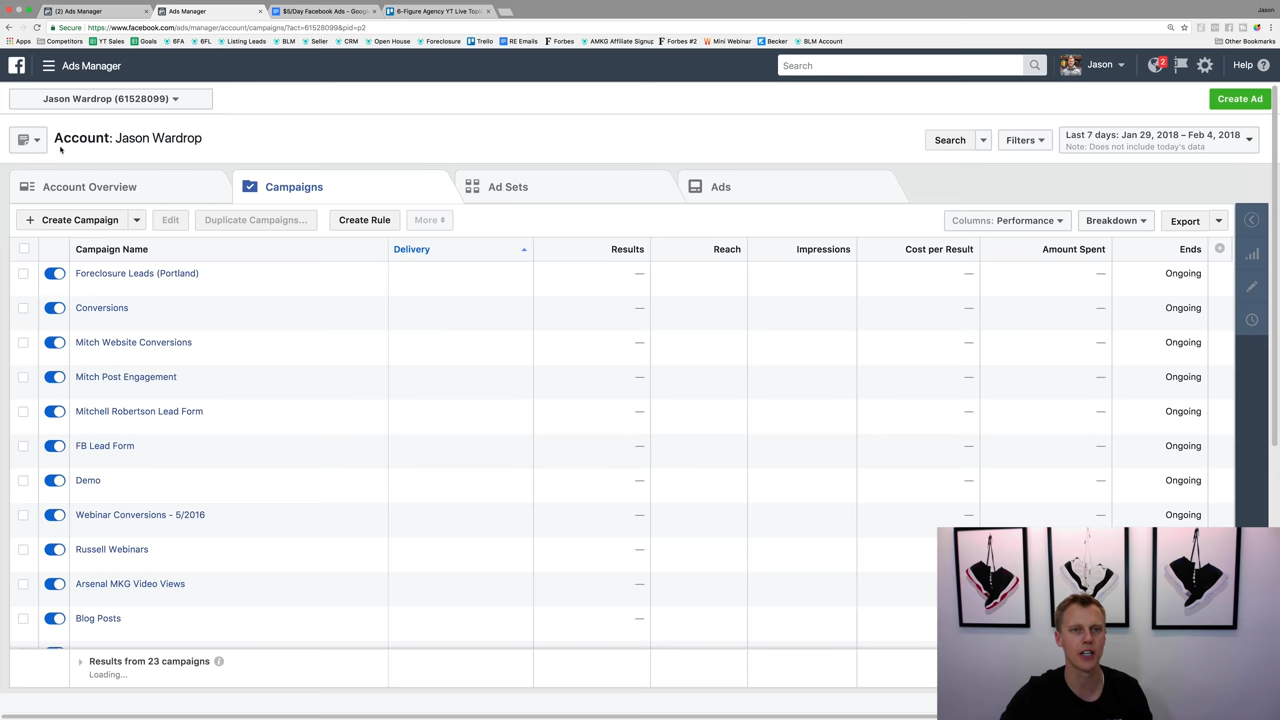 (2) Ads Manager
Ads Manager
$5/Day Facebook Ads - Goog
6-Figure Agency YT Live Top
Jason
Secure
https://www.facebook.com/ads/manager/account/campaigns/?act=61528099&pid=p2
Apps
Competitors
YT Sales
Goals
6FA
6FL
Listing Leads
BLM
Seller
CRM
Open House
Foreclosure
Trello
RE Emails
Forbes
AMKG Affiliate Signup
Forbes #2
Mini Webinar
Becker
BLM Account
Other Bookmarks
Ads Manager
Search
Jason
2
Help
Jason Wardrop (61528099)
Create Ad
Account: Jason Wardrop
Search
Filters
Last 7 days: Jan 29, 2018 – Feb 4, 2018
Note: Does not include today's data
Account Overview
Campaigns
Ad Sets
Ads
+ Create Campaign
Edit
Duplicate Campaigns...
Create Rule
More
Columns: Performance
Breakdown
Export
Campaign Name
Delivery
Results
Reach
Impressions
Cost per Result
Amount Spent
Ends
Foreclosure Leads (Portland) — — — Ongoing
Conversions — — — Ongoing
Mitch Website Conversions — — — Ongoing
Mitch Post Engagement — — — Ongoing
Mitchell Robertson Lead Form — — — Ongoing
FB Lead Form — — — Ongoing
Demo — — — Ongoing
Webinar Conversions - 5/2016 — — — Ongoing
Russell Webinars —
Arsenal MKG Video Views —
Blog Posts —
Results from 23 campaigns
Loading...